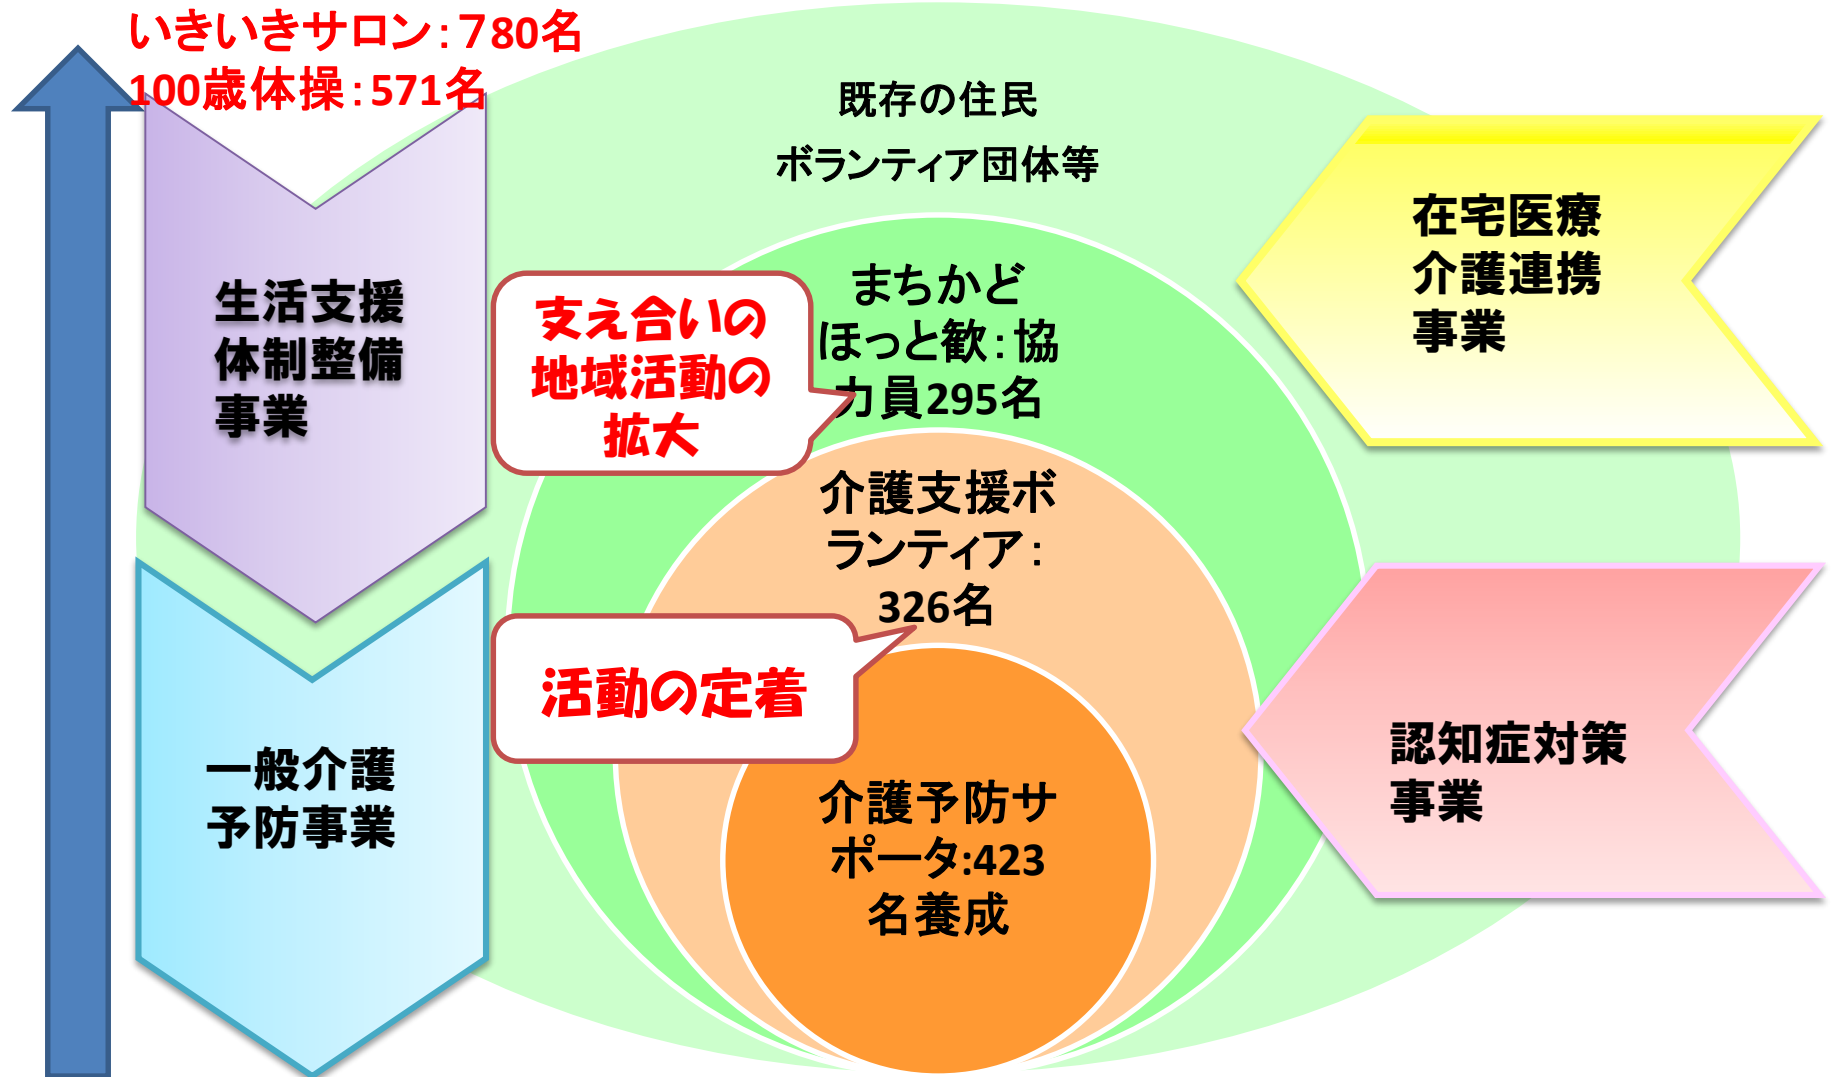 いきいきサロン：７80名
100歳体操：571名
既存の住民
ボランティア団体等
生活支援
体制整備
事業
支え合いの
地域活動の
拡大
まちかど
ほっと歓：協
力員295名
在宅医療
介護連携
事業
介護支援ボ
ランティア：
326名
活動の定着
一般介護
予防事業
介護予防サ
ポータ:423
名養成
認知症対策
事業